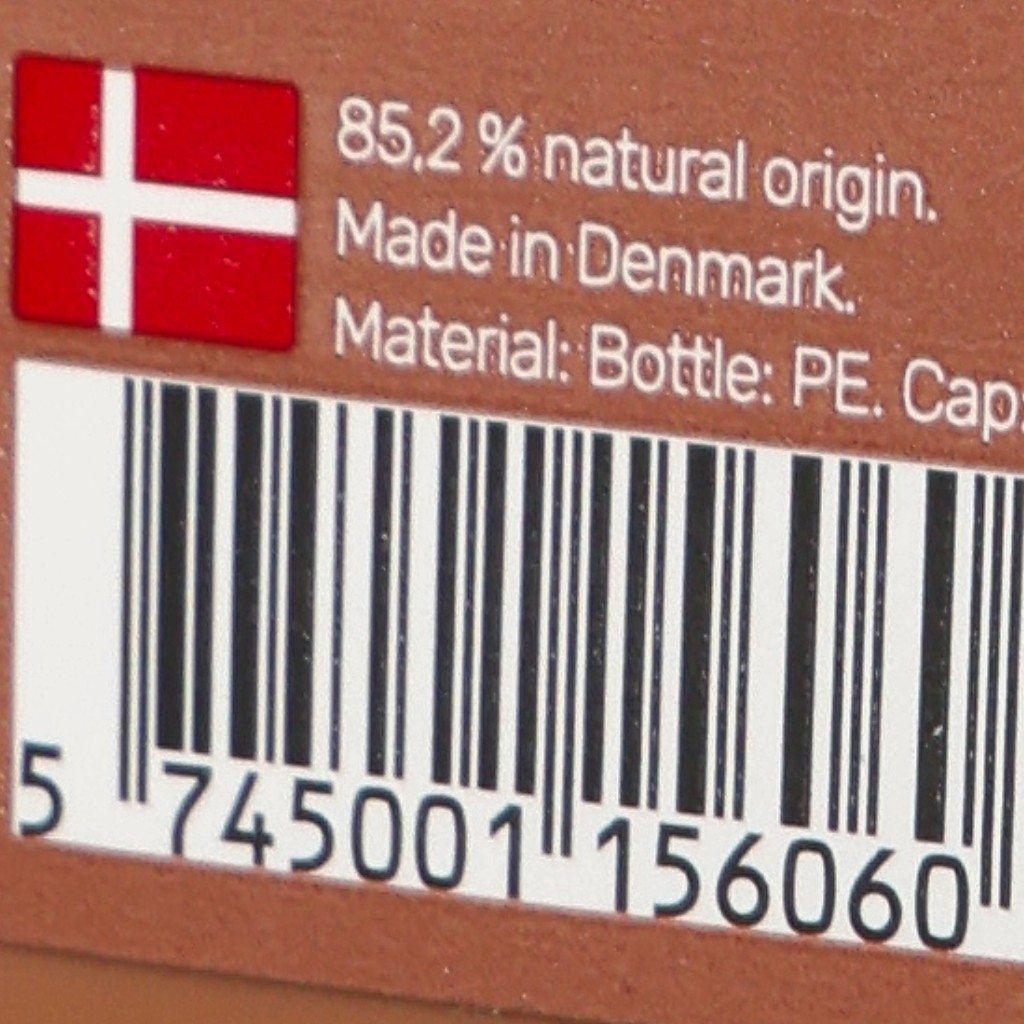 85,2 % natural origin.
Made in Denmark.
Material: Bottle: PE. Cap:
5 745001 156060